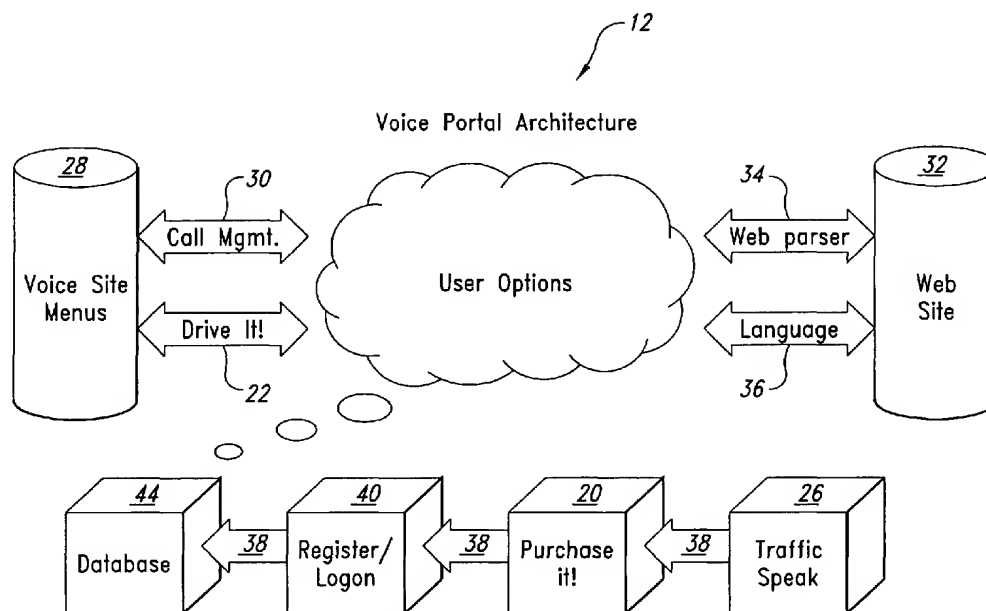 12
Voice Portal Architecture
28
30
34
32
Call Mgmt.
Web parser
Voice Site
Menus
User Options
Web
Site
Drive It!
Language
22
36
44
40
20
26
Database
38
Register/
Logon
38
Purchase
it!
38
Traffic
Speak